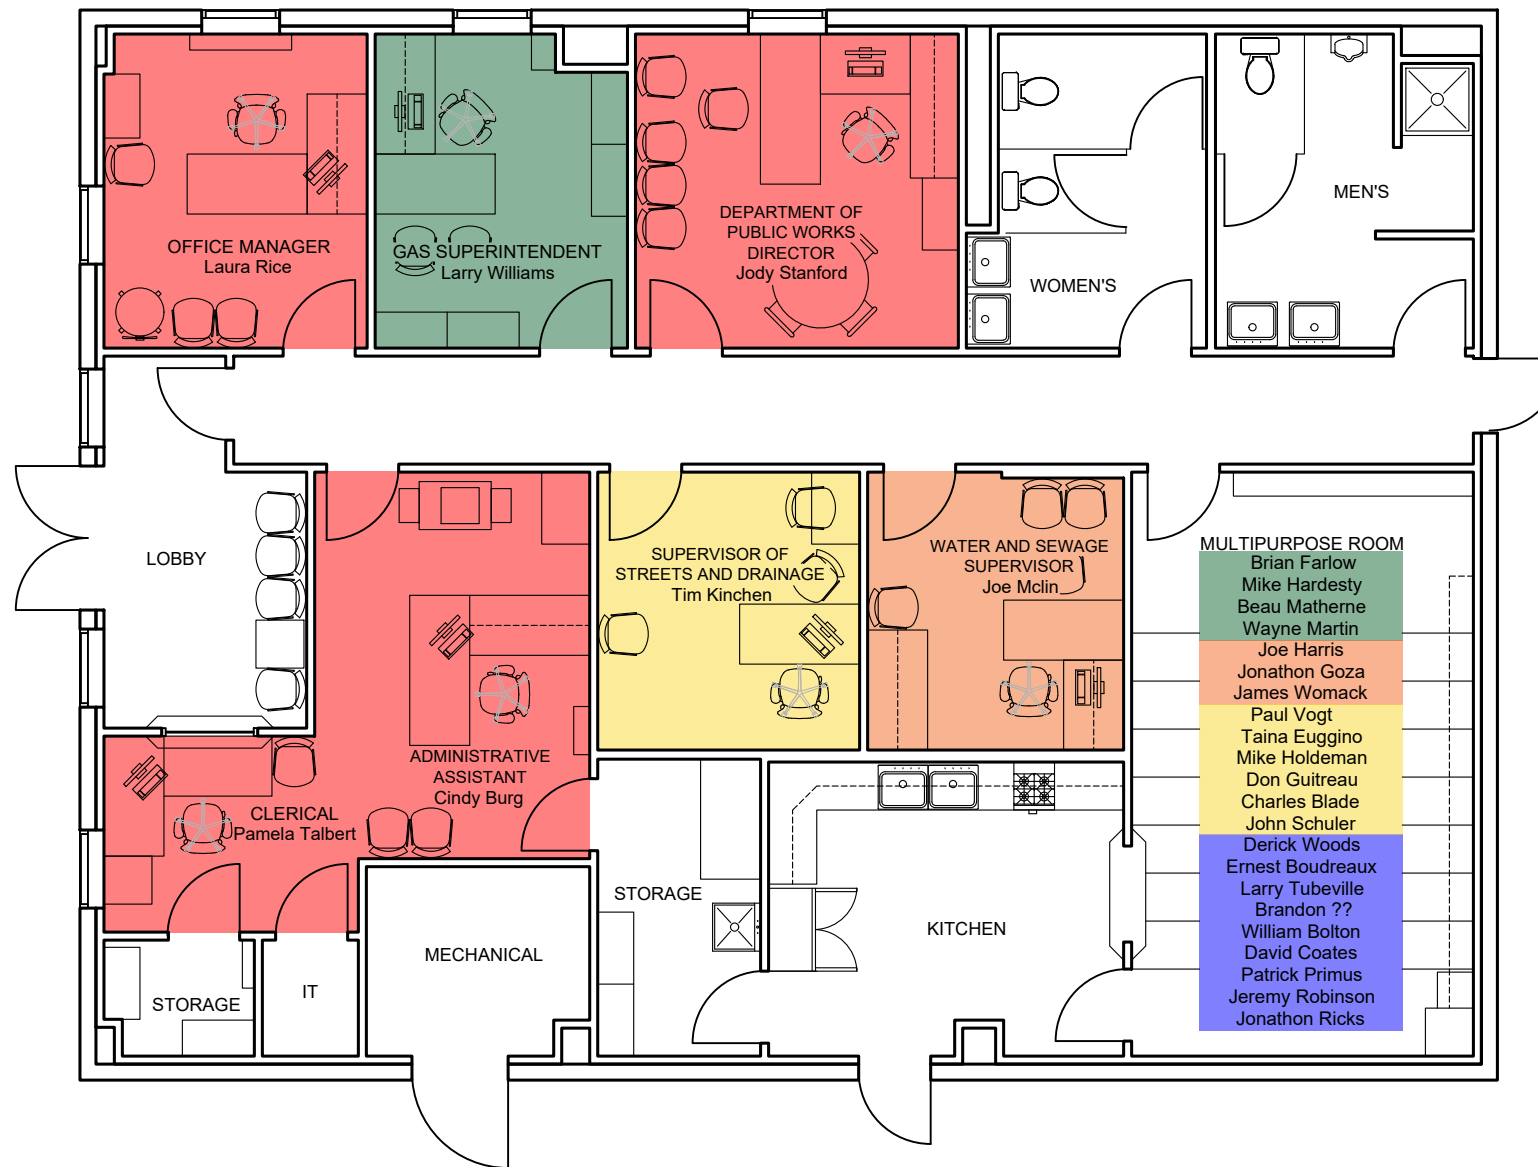 OFFICE MANAGER
Laura Rice
GAS SUPERINTENDENT
Larry Williams
DEPARTMENT OF
PUBLIC WORKS
DIRECTOR
Jody Stanford
WOMEN'S
MEN'S
LOBBY
SUPERVISOR OF
STREETS AND DRAINAGE
Tim Kinchen
WATER AND SEWAGE
SUPERVISOR
Joe Mclin
MULTIPURPOSE ROOM
Brian Farlow
Mike Hardesty
Beau Matherne
Wayne Martin
Joe Harris
Jonathon Goza
James Womack
Paul Vogt
Taina Euggino
Mike Holdeman
Don Guitreau
Charles Blade
John Schuler
Derick Woods
Ernest Boudreaux
Larry Tubeville
Brandon ??
William Bolton
David Coates
Patrick Primus
Jeremy Robinson
Jonathon Ricks
ADMINISTRATIVE
ASSISTANT
Cindy Burg
CLERICAL
Pamela Talbert
STORAGE
KITCHEN
MECHANICAL
IT
STORAGE